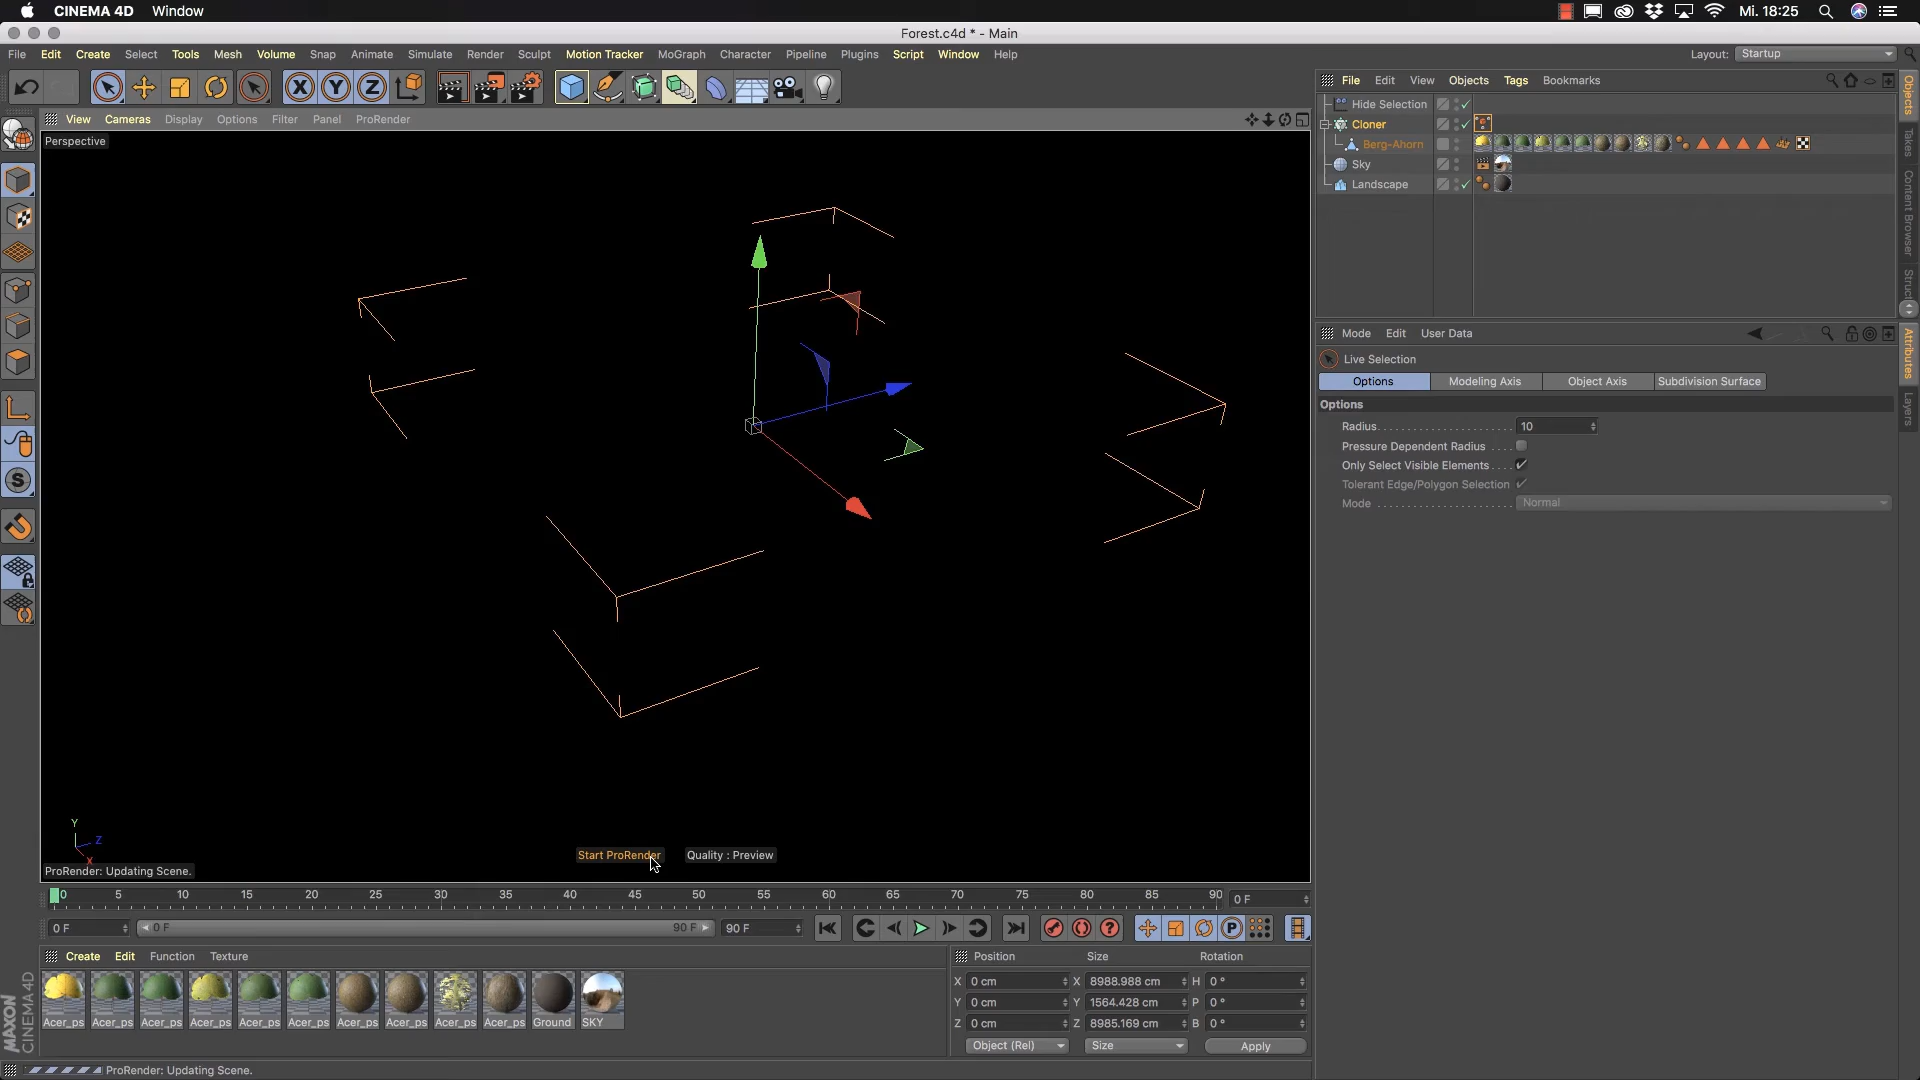 CINEMA 4D Window Mi. 18:25
Forest.c4d * - Main
File Edit Create Select Tools Mesh Volume Snap Animate Simulate Render Sculpt Motion Tracker MoGraph Character Pipeline Plugins Script Window Help Layout: Startup
X Y Z
File Edit View Objects Tags Bookmarks
View Cameras Display Options Filter Panel ProRender
Perspective
Hide Selection
Cloner
Berg-Ahorn
Sky
Landscape
Objects
Takes
Content Browser
Struct
Mode Edit User Data
Live Selection
Options Modeling Axis Object Axis Subdivision Surface
Options
Radius 10
Pressure Dependent Radius
Only Select Visible Elements
Tolerant Edge/Polygon Selection
Mode Normal
Attributes
Layers
S
Y
Z
X
Start ProRender Quality : Preview
ProRender: Updating Scene.
0 5 10 15 20 25 30 35 40 45 50 55 60 65 70 75 80 85 90 0 F
0 F 0 F 90 F 90 F P
Create Edit Function Texture
Acer_ps Acer_ps Acer_ps Acer_ps Acer_ps Acer_ps Acer_ps Acer_ps Acer_ps Acer_ps Ground SKY
Position Size Rotation
X 0 cm X 8988.988 cm H 0 °
Y 0 cm Y 1564.428 cm P 0 °
Z 0 cm Z 8985.169 cm B 0 °
Object (Rel) Size Apply
MAXON
CINEMA 4D
ProRender: Updating Scene.